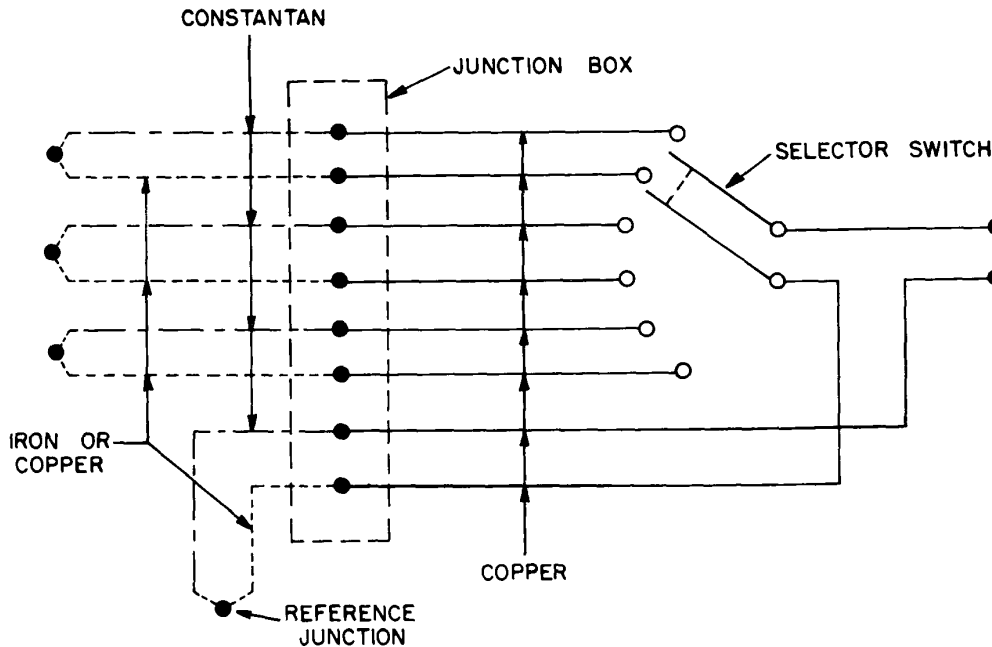 CONSTANTAN
JUNCTION BOX
SELECTOR SWITCH
IRON OR
COPPER
COPPER
REFERENCE
JUNCTION